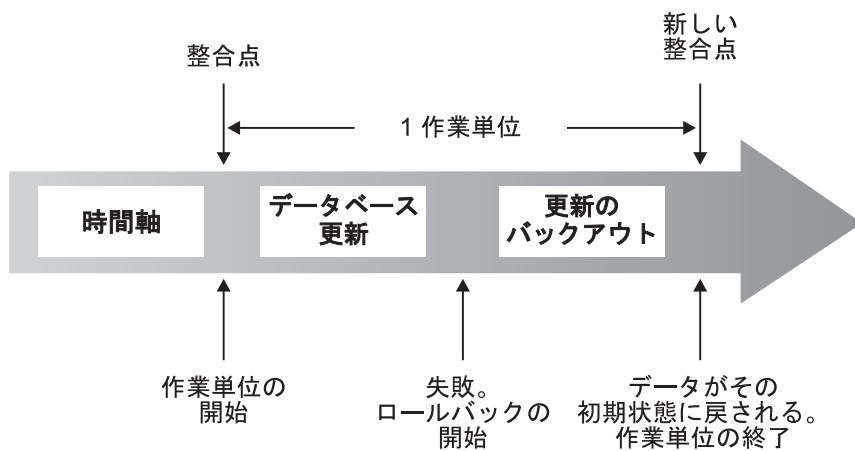 整合点
新しい
整合点
1 作業単位
時間軸
データベース
更新
更新の
バックアウト
作業単位の
開始
失敗。
ロールバックの
開始
データがその
初期状態に戻される。
作業単位の終了